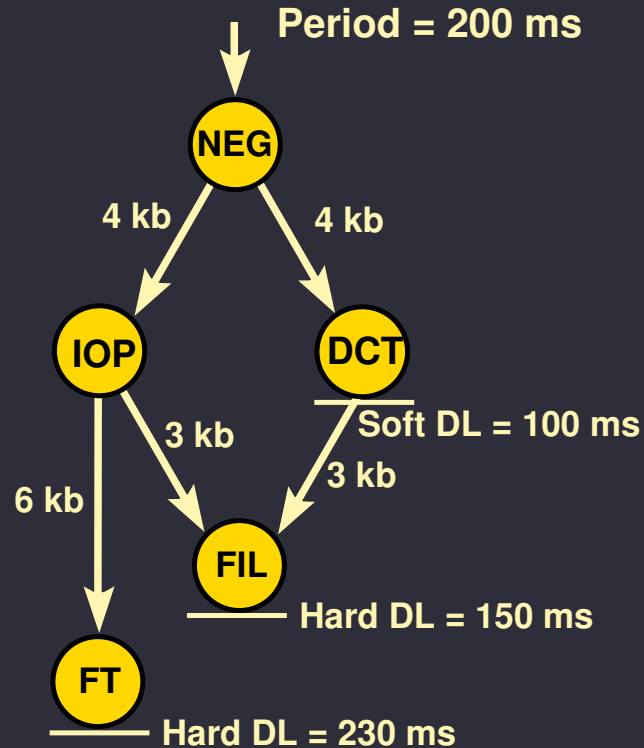 Period = 200 ms
NEG
4 kb
4 kb
IOP
DCT
Soft DL = 100 ms
3 kb
3 kb
6 kb
FIL
Hard DL = 150 ms
FT
Hard DL = 230 ms